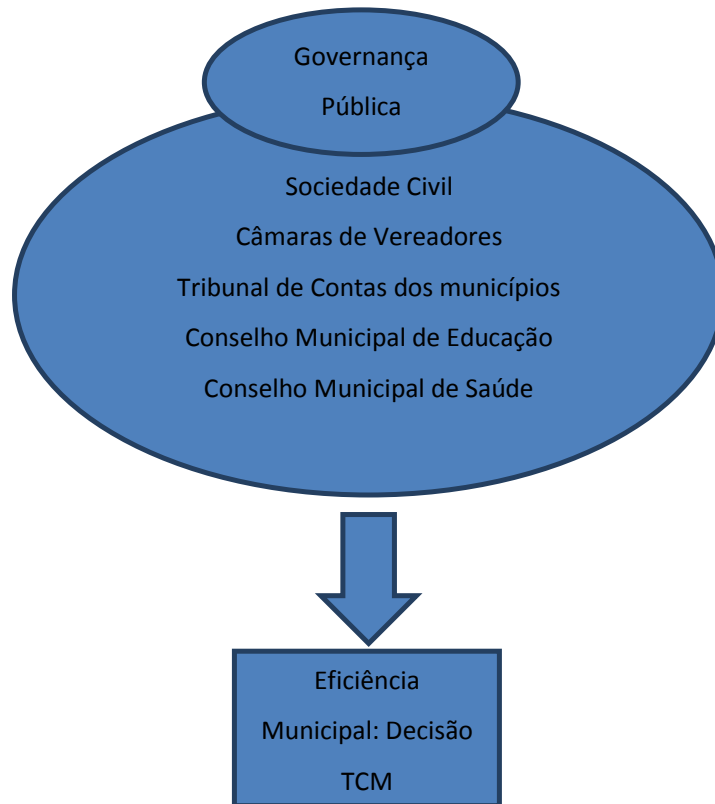 Governança
Pública
Sociedade Civil
Câmaras de Vereadores
Tribunal de Contas dos municípios
Conselho Municipal de Educação
Conselho Municipal de Saúde
Eficiência
Municipal: Decisão
TCM